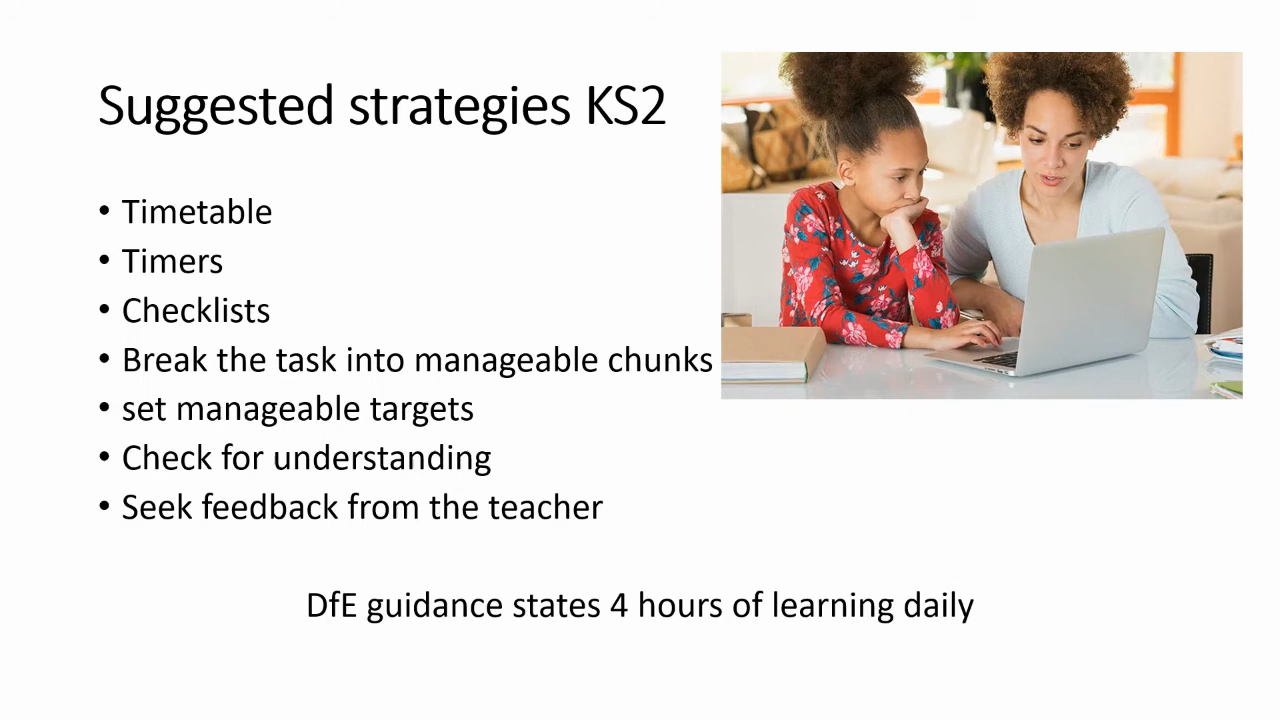 Suggested strategies KS2
• Timetable
• Timers
• Checklists
• Break the task into manageable chunks
• set manageable targets
• Check for understanding
• Seek feedback from the teacher
DfE guidance states 4 hours of learning daily